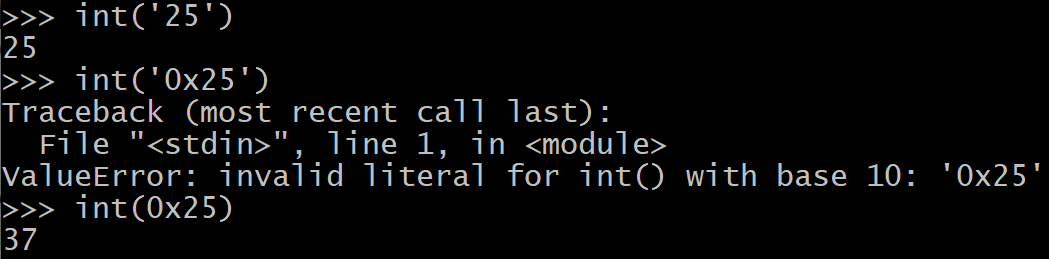 >>> int('25')
25
>>> int('0x25')
Traceback (most recent call last):
  File "<stdin>", line 1, in <module>
ValueError: invalid literal for int() with base 10: '0x25'
>>> int(0x25)
37